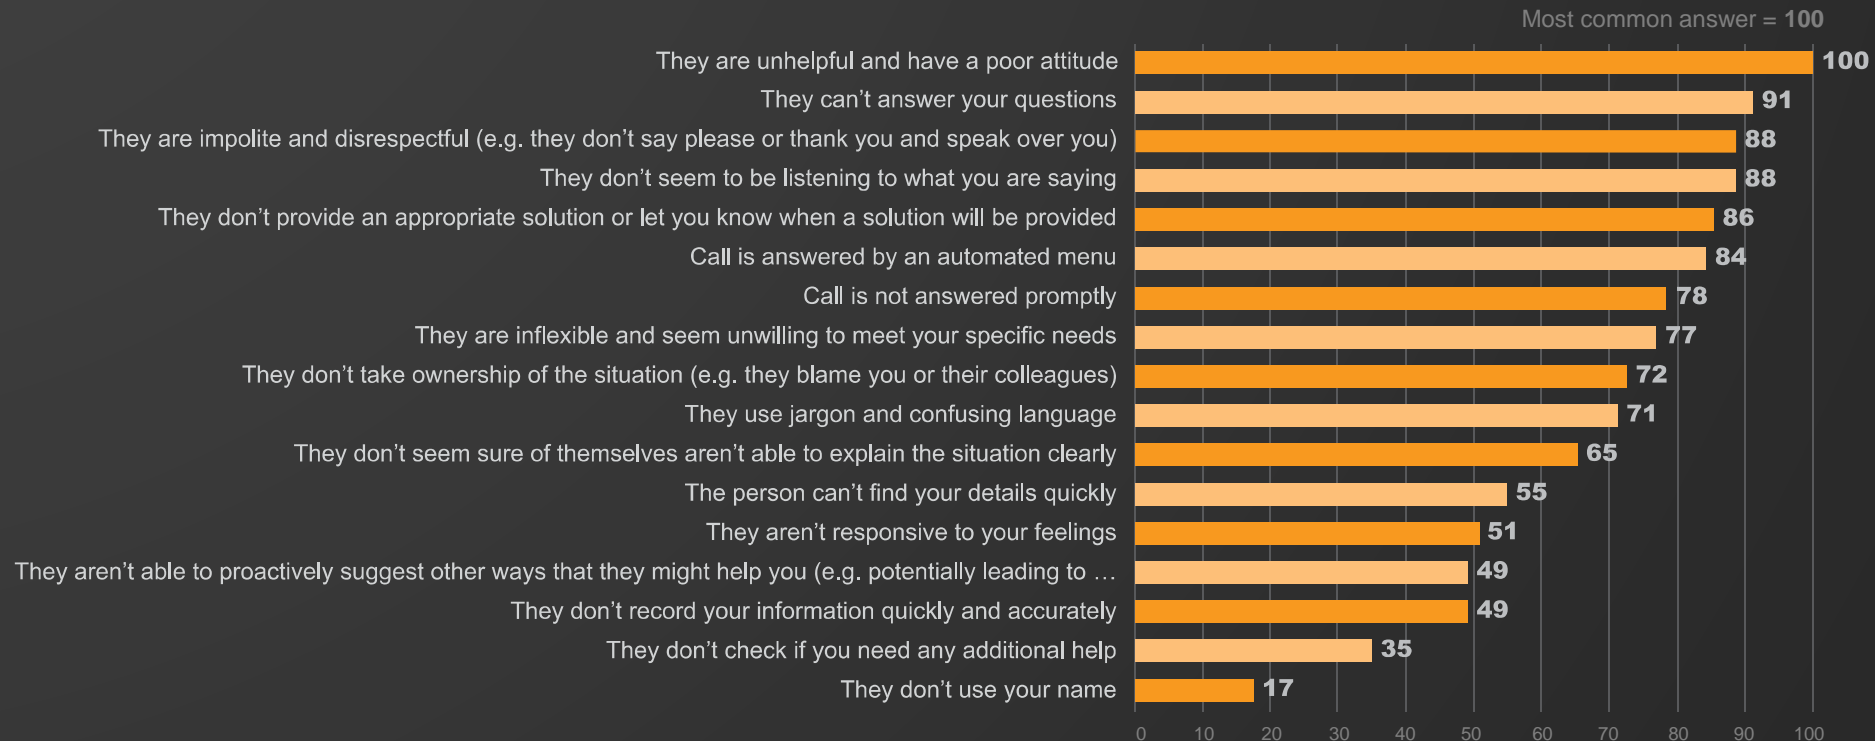 Most common answer = 100
They are unhelpful and have a poor attitude 100
They can’t answer your questions 91
They are impolite and disrespectful (e.g. they don’t say please or thank you and speak over you) 88
They don’t seem to be listening to what you are saying 88
They don’t provide an appropriate solution or let you know when a solution will be provided 86
Call is answered by an automated menu 84
Call is not answered promptly 78
They are inflexible and seem unwilling to meet your specific needs 77
They don’t take ownership of the situation (e.g. they blame you or their colleagues) 72
They use jargon and confusing language 71
They don’t seem sure of themselves aren’t able to explain the situation clearly 65
The person can’t find your details quickly 55
They aren’t responsive to your feelings 51
They aren’t able to proactively suggest other ways that they might help you (e.g. potentially leading to … 49
They don’t record your information quickly and accurately 49
They don’t check if you need any additional help 35
They don’t use your name 17
0 10 20 30 40 50 60 70 80 90 100